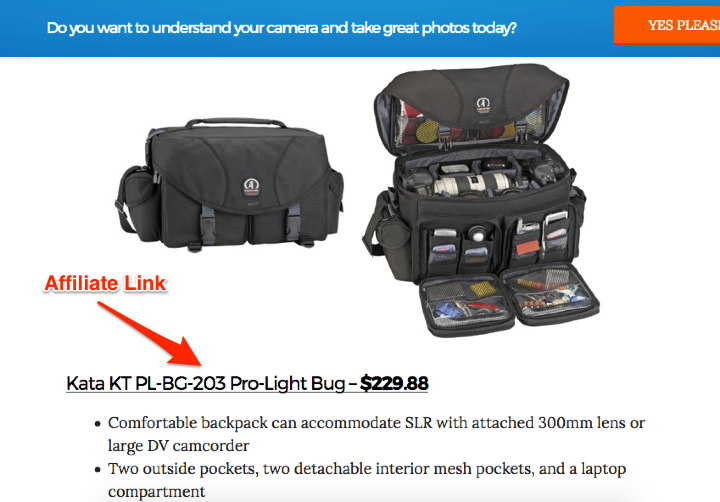 Do you want to understand your camera and take great photos today?
YES PLEAS
Affiliate Link
Kata KT PL-BG-203 Pro-Light Bug – $229.88
• Comfortable backpack can accommodate SLR with attached 300mm lens or
large DV camcorder
• Two outside pockets, two detachable interior mesh pockets, and a laptop
compartment